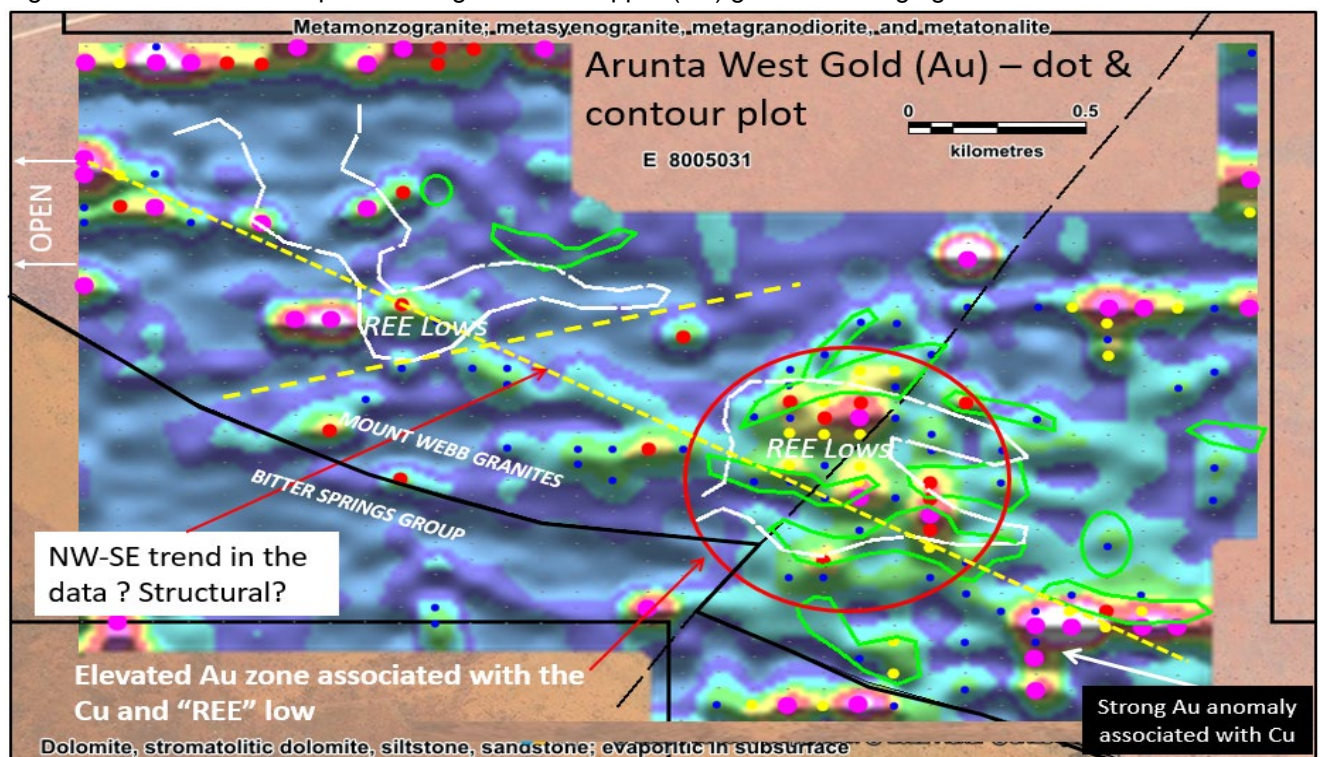 Metamonzogranite; metasyenogranite, metagranodiorite, and metatonalite
Arunta West Gold (Au) – dot &
contour plot
0 0.5
kilometres
E 8005031
OPEN
REE Lows
MOUNT WEBB GRANITES
BITTER SPRINGS GROUP
REE Lows
NW-SE trend in the
data ? Structural?
Elevated Au zone associated with the
Cu and “REE” low
Strong Au anomaly
associated with Cu
Dolomite, stromatolitic dolomite, siltstone, sandstone; evaporitic in subsurface